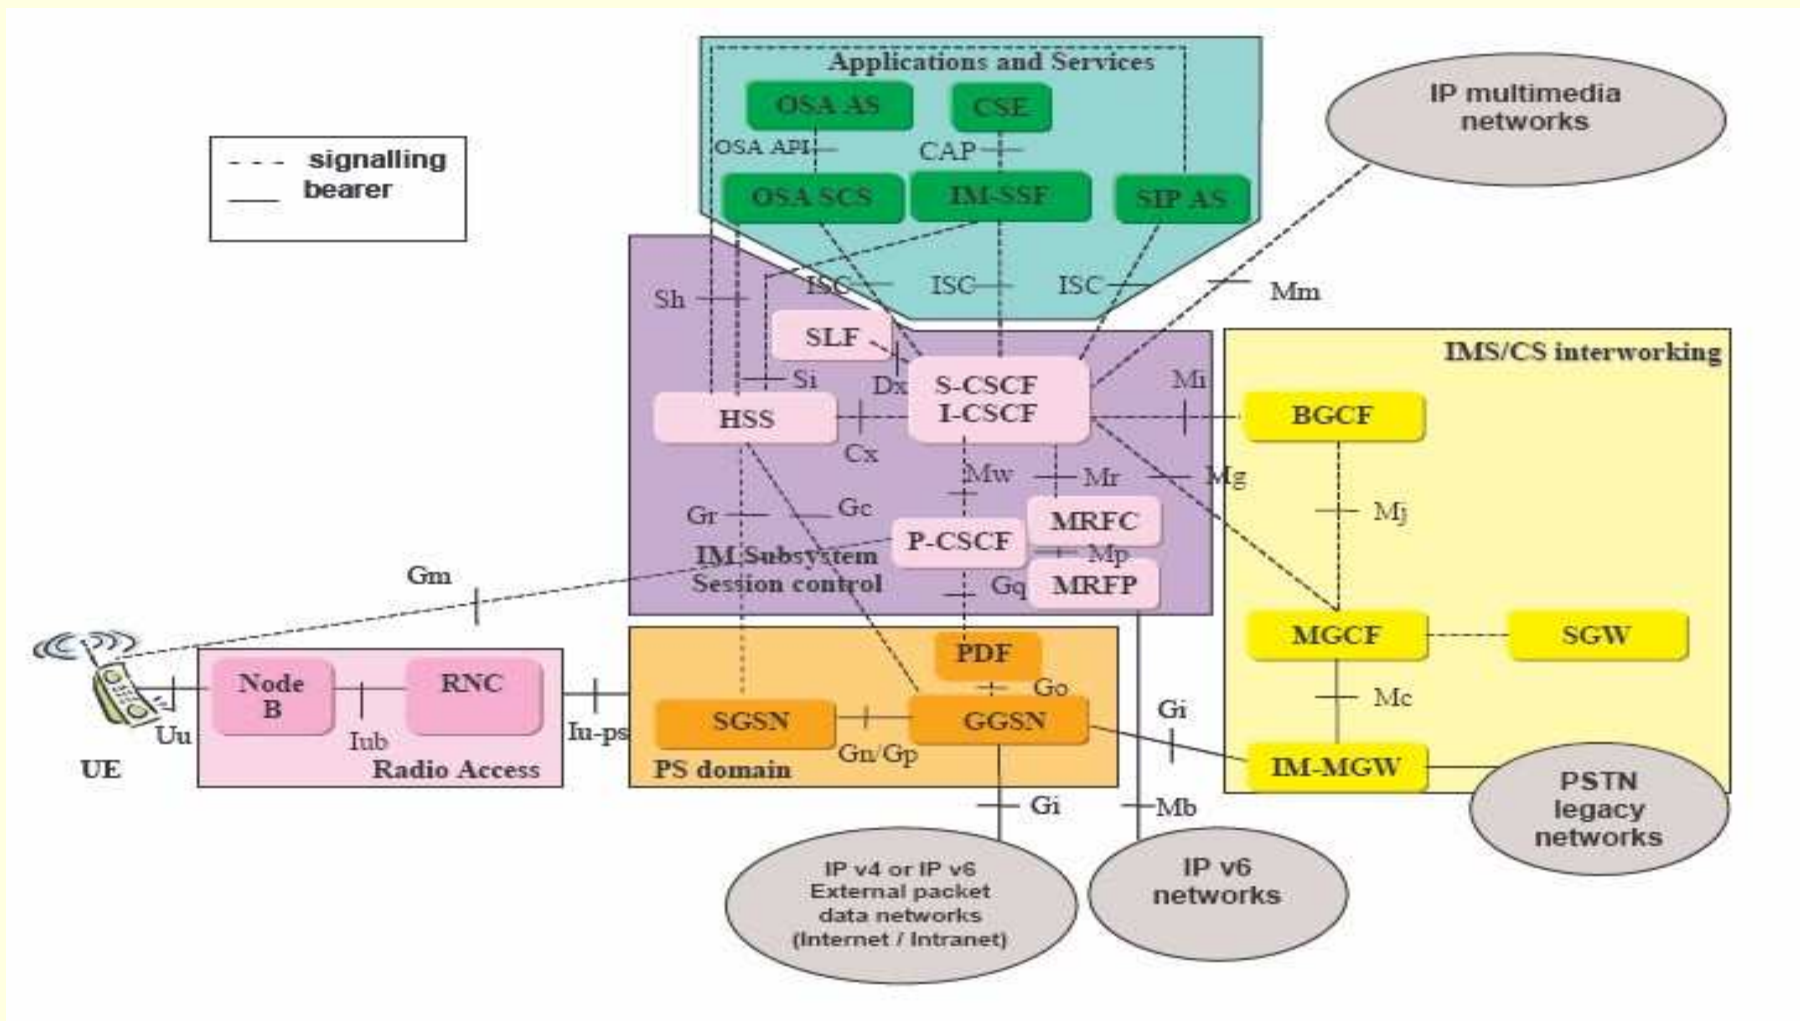 Applications and Services
OSA AS
CSE
OSA API
CAP
OSA SCS
IM-SSF
SIP AS
IP multimedia
networks
signalling
bearer
Sh
ISC
ISC
ISC
Mm
SLF
Si
Dx
S-CSCF
I-CSCF
Mi
HSS
Cx
Mw
Mr
Mg
Gr
Gc
P-CSCF
MRFC
Mp
MRFP
Gq
IM Subsystem
Session control
IMS/CS interworking
BGCF
Mj
MGCF
SGW
Mc
IM-MGW
Gm
UE
Uu
Node
B
Iub
RNC
Radio Access
Iu-ps
PDF
Go
SGSN
Gn/Gp
GGSN
PS domain
Gi
Gi
Mb
PSTN
legacy
networks
IP v4 or IP v6
External packet
data networks
(Internet / Intranet)
IP v6
networks